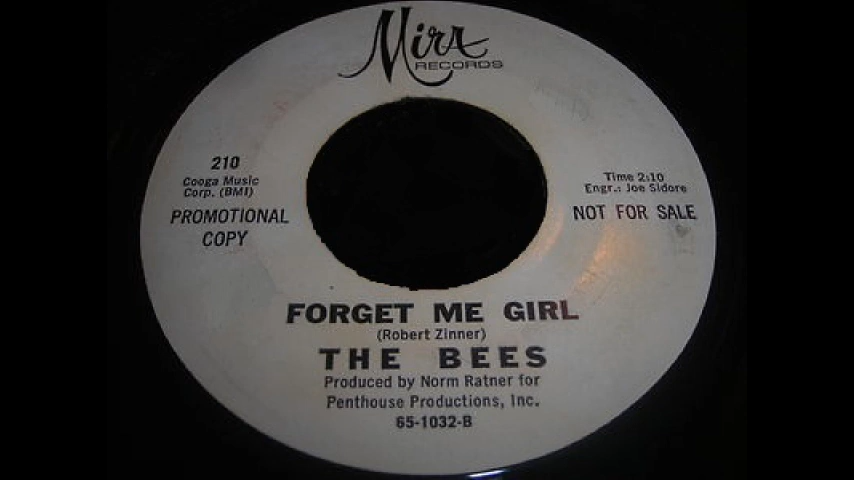 Mira
RECORDS
210
Cooga Music
Corp. (BMI)
PROMOTIONAL
COPY
Time 2:10
Engr.: Joe Sidore
NOT FOR SALE
FORGET ME GIRL
(Robert Zinner)
THE BEES
Produced by Norm Ratner for
Penthouse Productions, Inc.
65-1032-B